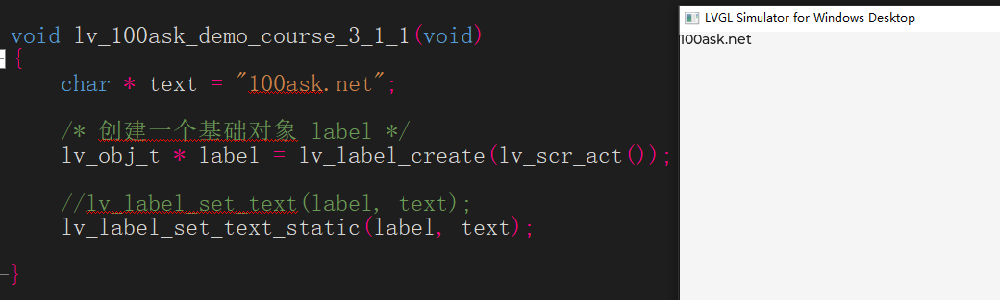 void lv_100ask_demo_course_3_1_1(void)
{
char * text = "100ask.net";
/* 创建一个基础对象 label */
lv_obj_t * label = lv_label_create(lv_scr_act());
//lv_label_set_text(label, text);
lv_label_set_text_static(label, text);
}
LVGL Simulator for Windows Desktop
100ask.net